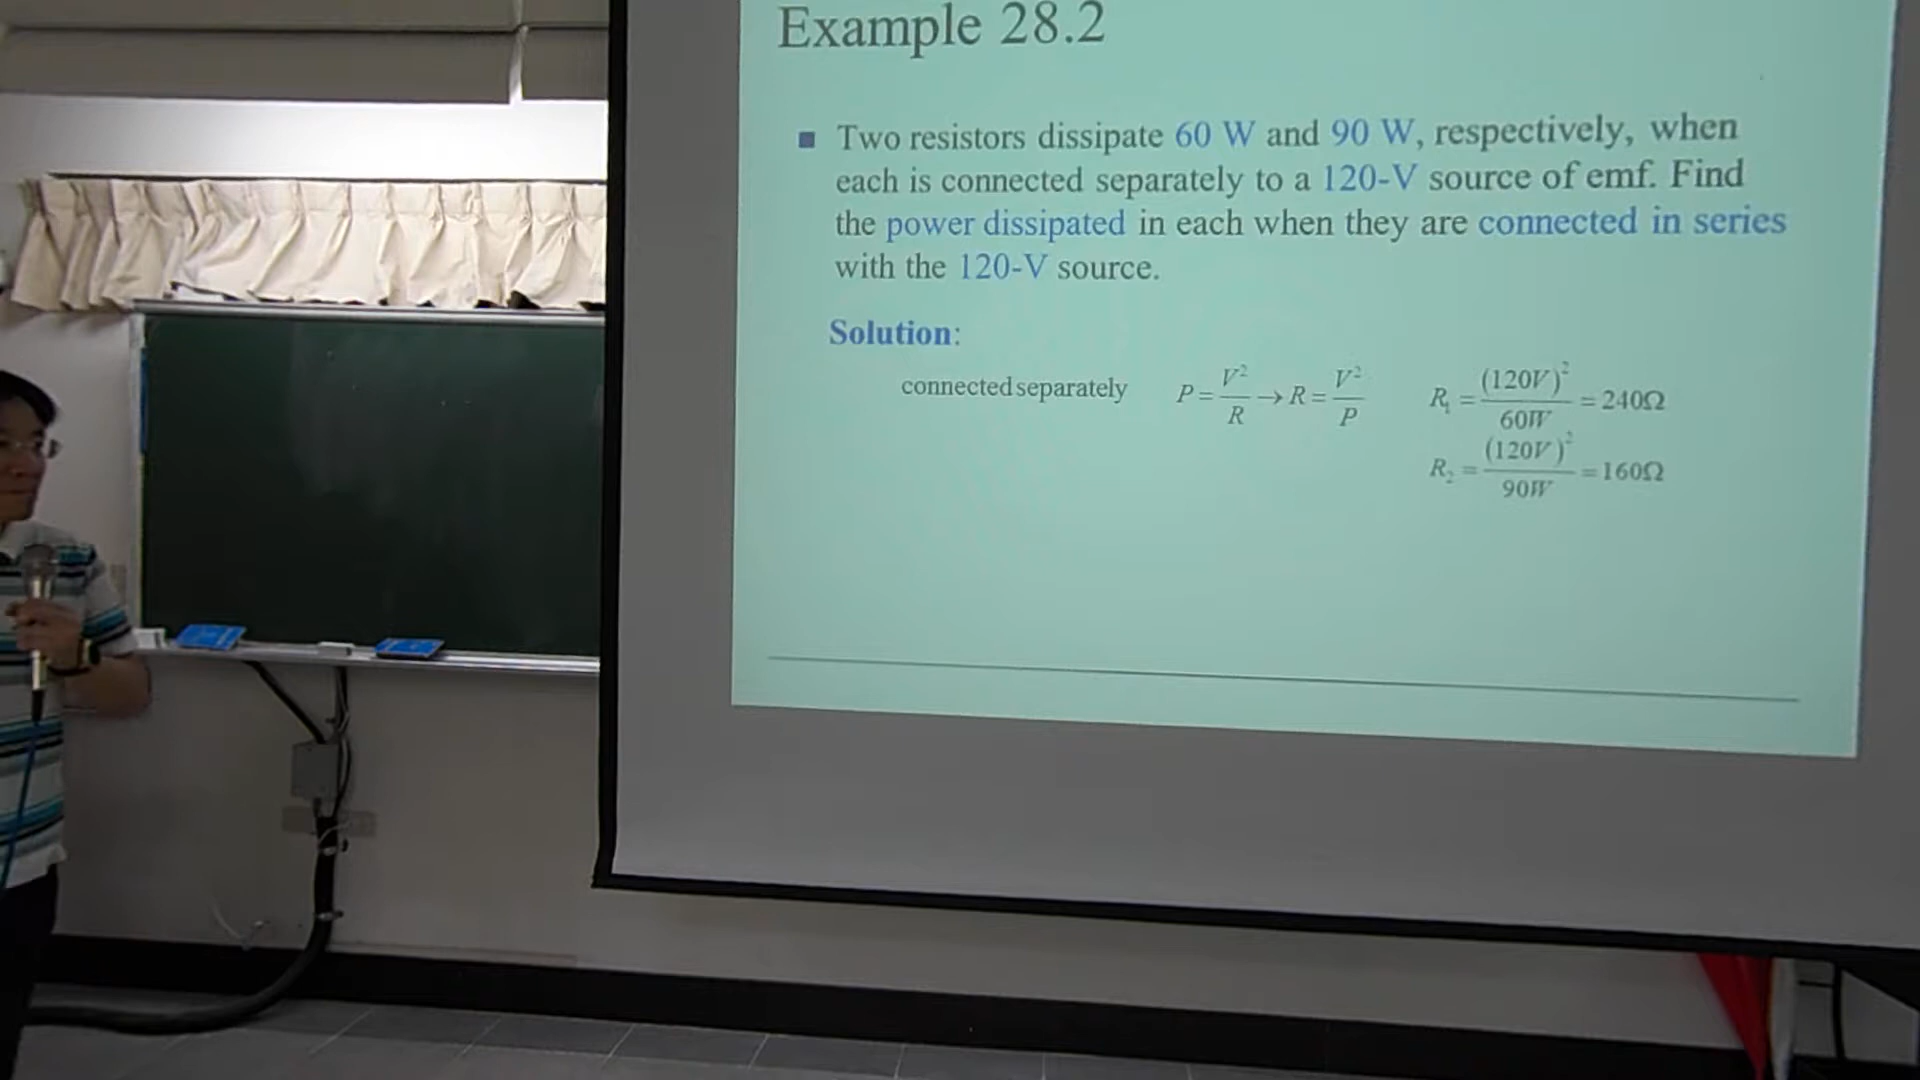 Example 28.2
■ Two resistors dissipate 60 W and 90 W, respectively, when
each is connected separately to a 120-V source of emf. Find
the power dissipated in each when they are connected in series
with the 120-V source.
Solution:
connected separately P = V²/R → R = V²/P R₁ = (120V)²/60W = 240Ω
R₂ = (120V)²/90W = 160Ω